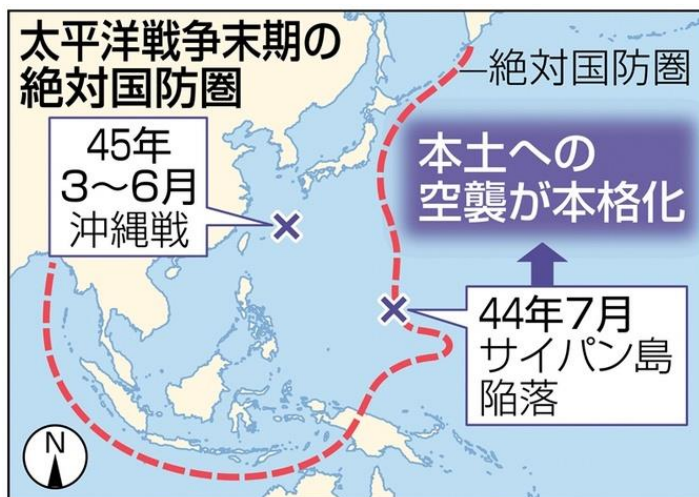 太平洋戦争末期の
絶対国防圏
絶対国防圏
45年
3〜6月
沖縄戦
本土への
空襲が本格化
44年7月
サイパン島
陥落
N